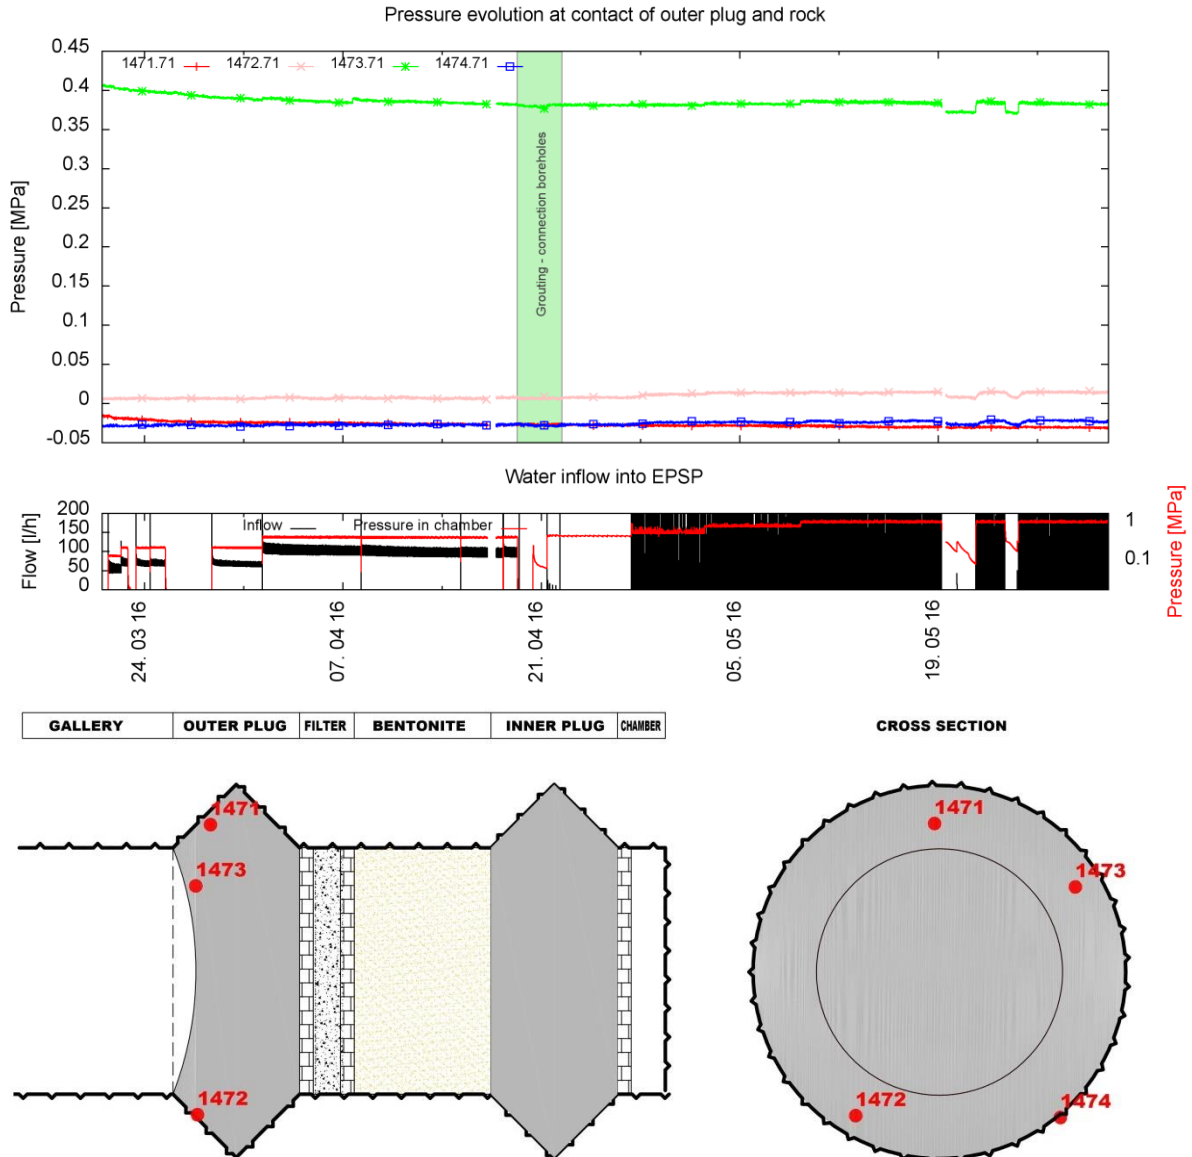 Pressure evolution at contact of outer plug and rock
1471.71 1472.71 1473.71 1474.71
0.45
0.4
0.35
0.3
0.25
0.2
0.15
0.1
0.05
0
-0.05
Pressure [MPa]
Grouting - connection boreholes
Water inflow into EPSP
Inflow Pressure in chamber
200
150
100
50
0
Flow [l/h]
1
0.1
Pressure [MPa]
24. 03 16
07. 04 16
21. 04 16
05. 05 16
19. 05 16
GALLERY OUTER PLUG FILTER BENTONITE INNER PLUG CHAMBER
CROSS SECTION
1471
1473
1472
1471
1473
1472
1474